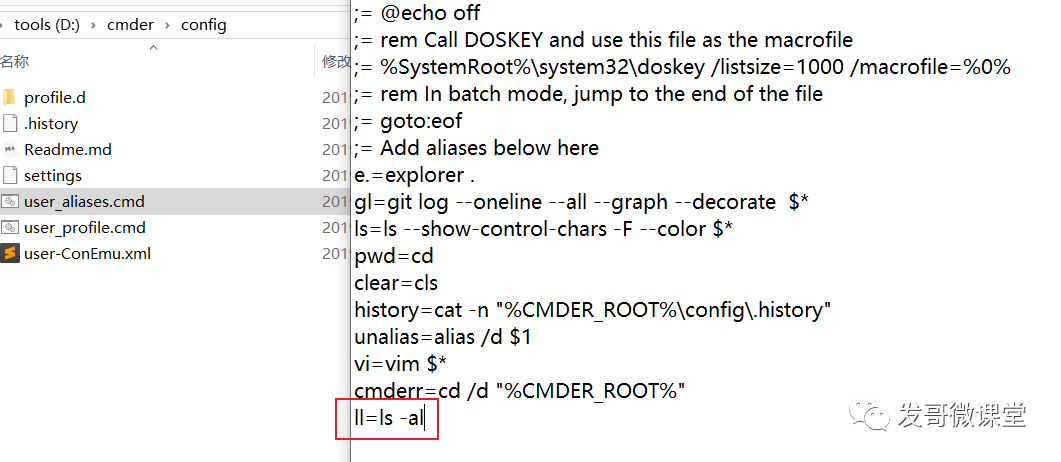 tools (D:) › cmder › config
名称
修改
profile.d
201
.history
201
Readme.md
201
settings
201
user_aliases.cmd
201
user_profile.cmd
201
user-ConEmu.xml
201
;= @echo off
;= rem Call DOSKEY and use this file as the macrofile
;= %SystemRoot%\system32\doskey /listsize=1000 /macrofile=%0%
;= rem In batch mode, jump to the end of the file
;= goto:eof
;= Add aliases below here
e.=explorer .
gl=git log --oneline --all --graph --decorate  $*
ls=ls --show-control-chars -F --color $*
pwd=cd
clear=cls
history=cat -n "%CMDER_ROOT%\config\.history"
unalias=alias /d $1
vi=vim $*
cmderr=cd /d "%CMDER_ROOT%"
ll=ls -al
发哥微课堂